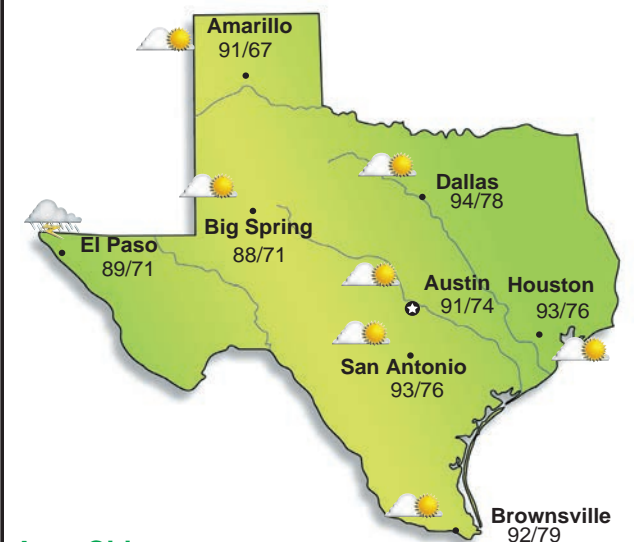 Amarillo
91/67
Dallas
94/78
Big Spring
88/71
El Paso
89/71
Austin
91/74
Houston
93/76
San Antonio
93/76
Brownsville
92/79